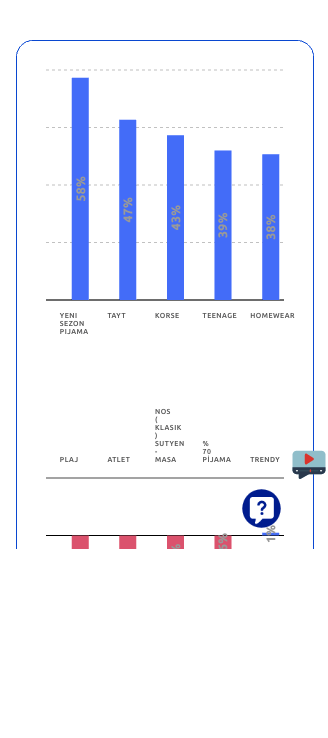 58%
47%
43%
39%
38%
YENI
SEZON
PIJAMA
TAYT
KORSE
TEENAGE
HOMEWEAR
PLAJ
ATLET
NOS
(
KLASIK
)
SUTYEN
-
MASA
%
70
PIJAMA
TRENDY
?
1%